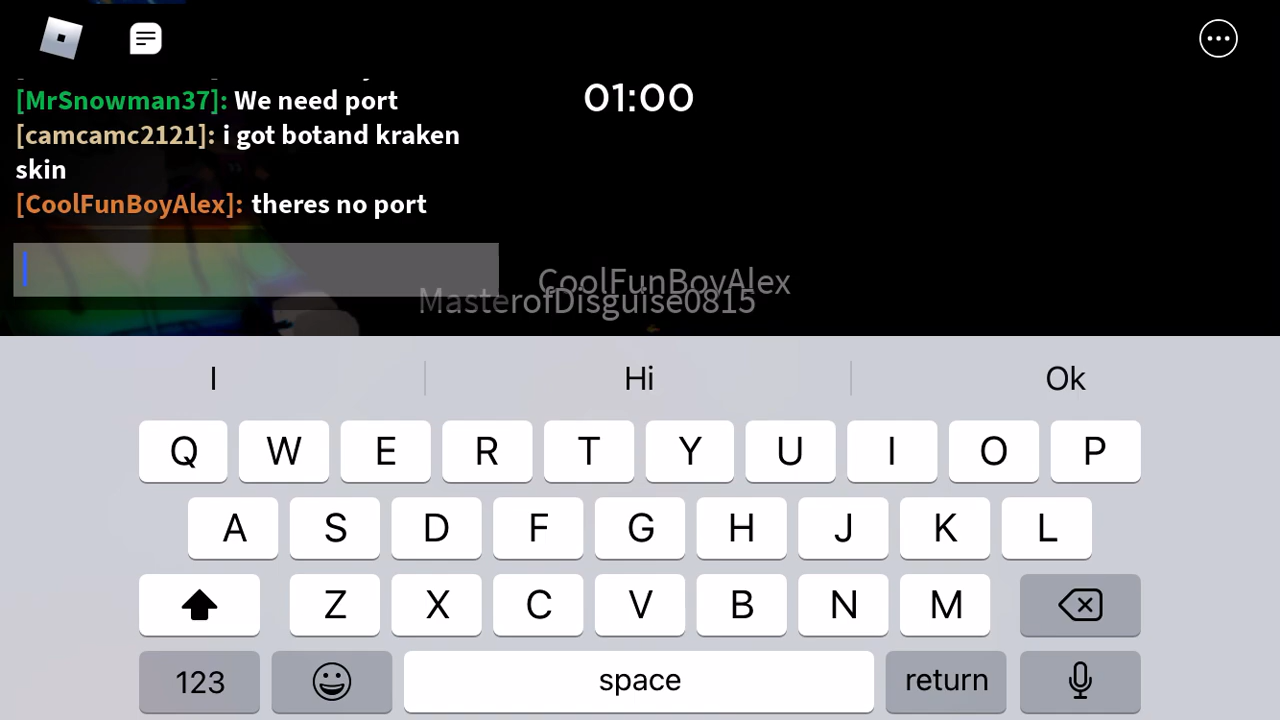 [MrSnowman37]: We need port
01:00
[camcamc2121]: i got botand kraken
skin
[CoolFunBoyAlex]: theres no port
CoolFunBoyAlex
MasterofDisguise0815
I Hi Ok
Q W E R T Y U I O P
A S D F G H J K L
Z X C V B N M
123 space return